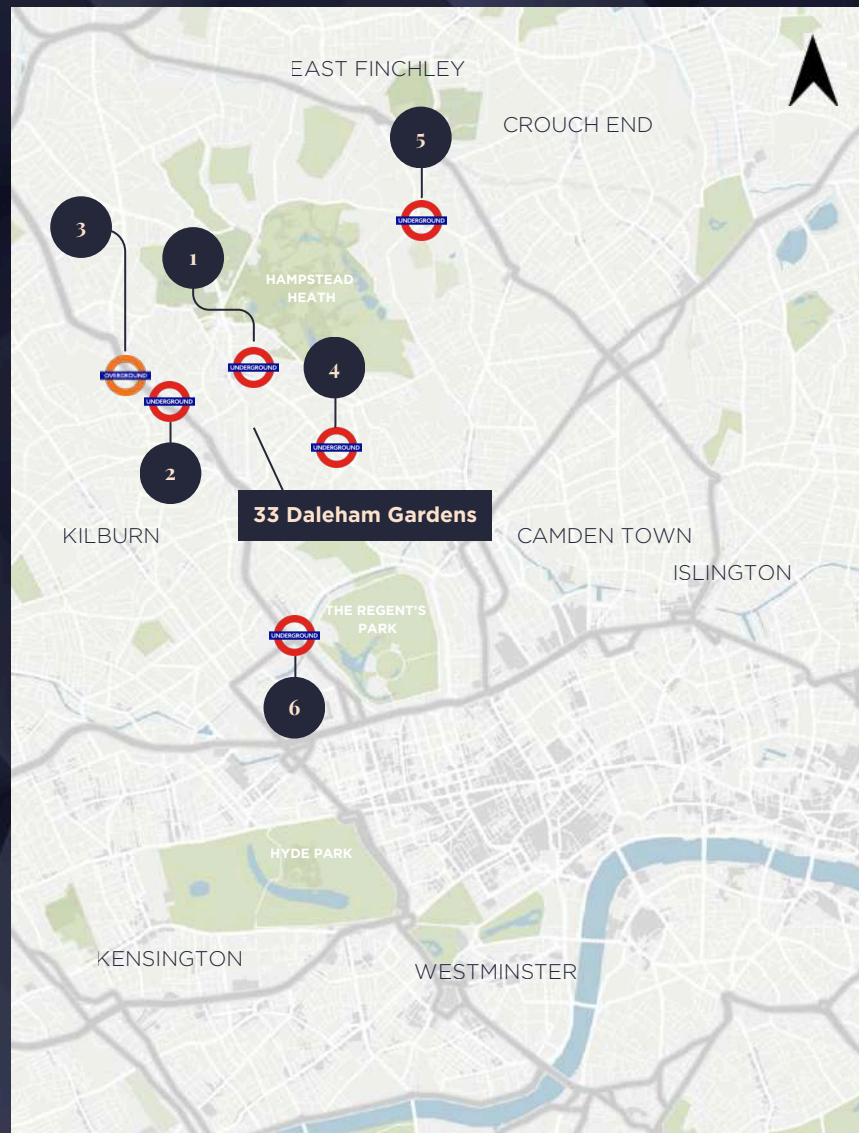 EAST FINCHLEY
CROUCH END
5
UNDERGROUND
3
1
HAMPSTEAD
HEATH
UNDERGROUND
OVERGROUND
4
UNDERGROUND
2
UNDERGROUND
33 Daleham Gardens
KILBURN
CAMDEN TOWN
ISLINGTON
THE REGENT'S
PARK
UNDERGROUND
6
HYDE PARK
KENSINGTON
WESTMINSTER